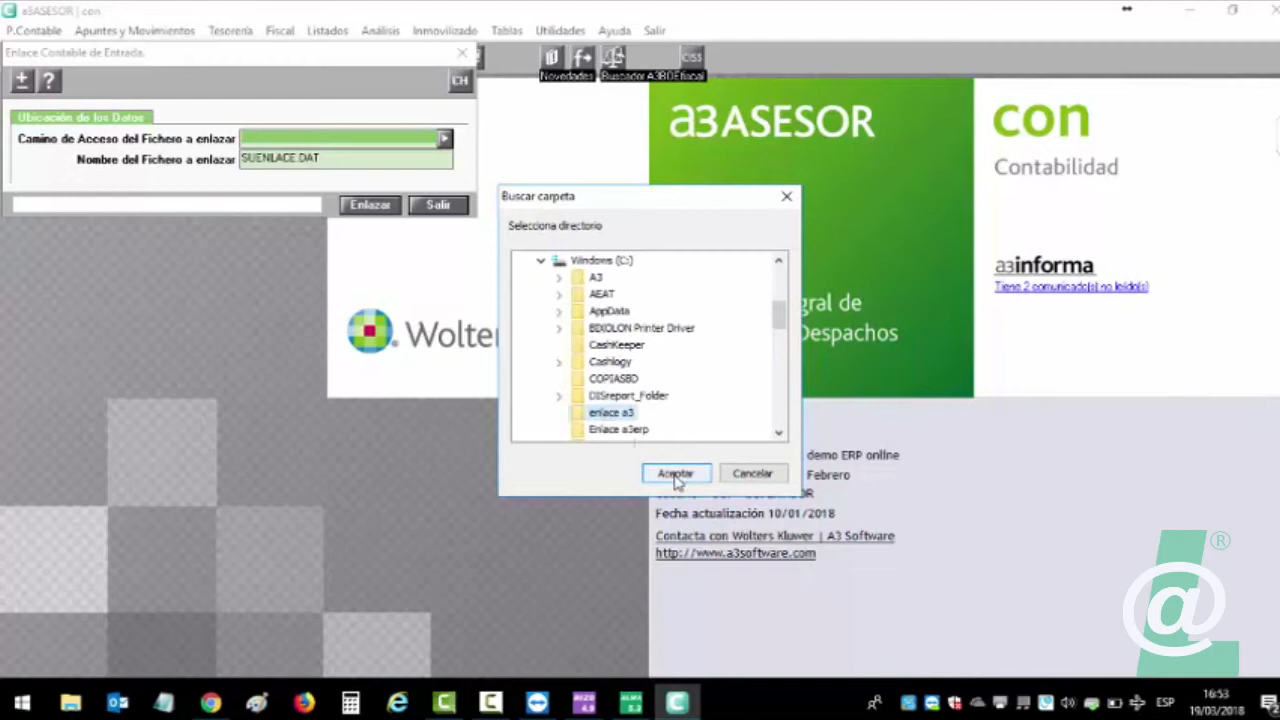 a3ASESOR | con
P.Contable Apuntes y Movimientos Tesorería Fiscal Listados Análisis Inmovilizado Tablas Utilidades Ayuda Salir
Enlace Contable de Entrada.
CH
CISS
Novedades Buscador A3BOEfiscal
Ubicación de los Datos
Camino de Acceso del Fichero a enlazar
Nombre del Fichero a enlazar SUENLACE.DAT
Enlazar Salir
a3ASESOR
con
Contabilidad
a3informa
Tiene 2 comunicado(s) no leído(s)
Buscar carpeta
Selecciona directorio
Windows (C:)
A3
AEAT
AppData
BIXOLON Printer Driver
CashKeeper
Cashlogy
COPIASBD
DISreport_Folder
enlace a3
Enlace a3erp
Aceptar Cancelar
Wolter
gral de
Despachos
demo ERP online
Febrero
Fecha actualización 10/01/2018
Contacta con Wolters Kluwer | A3 Software
http://www.a3software.com
@ ®
ESP
16:53
19/03/2018